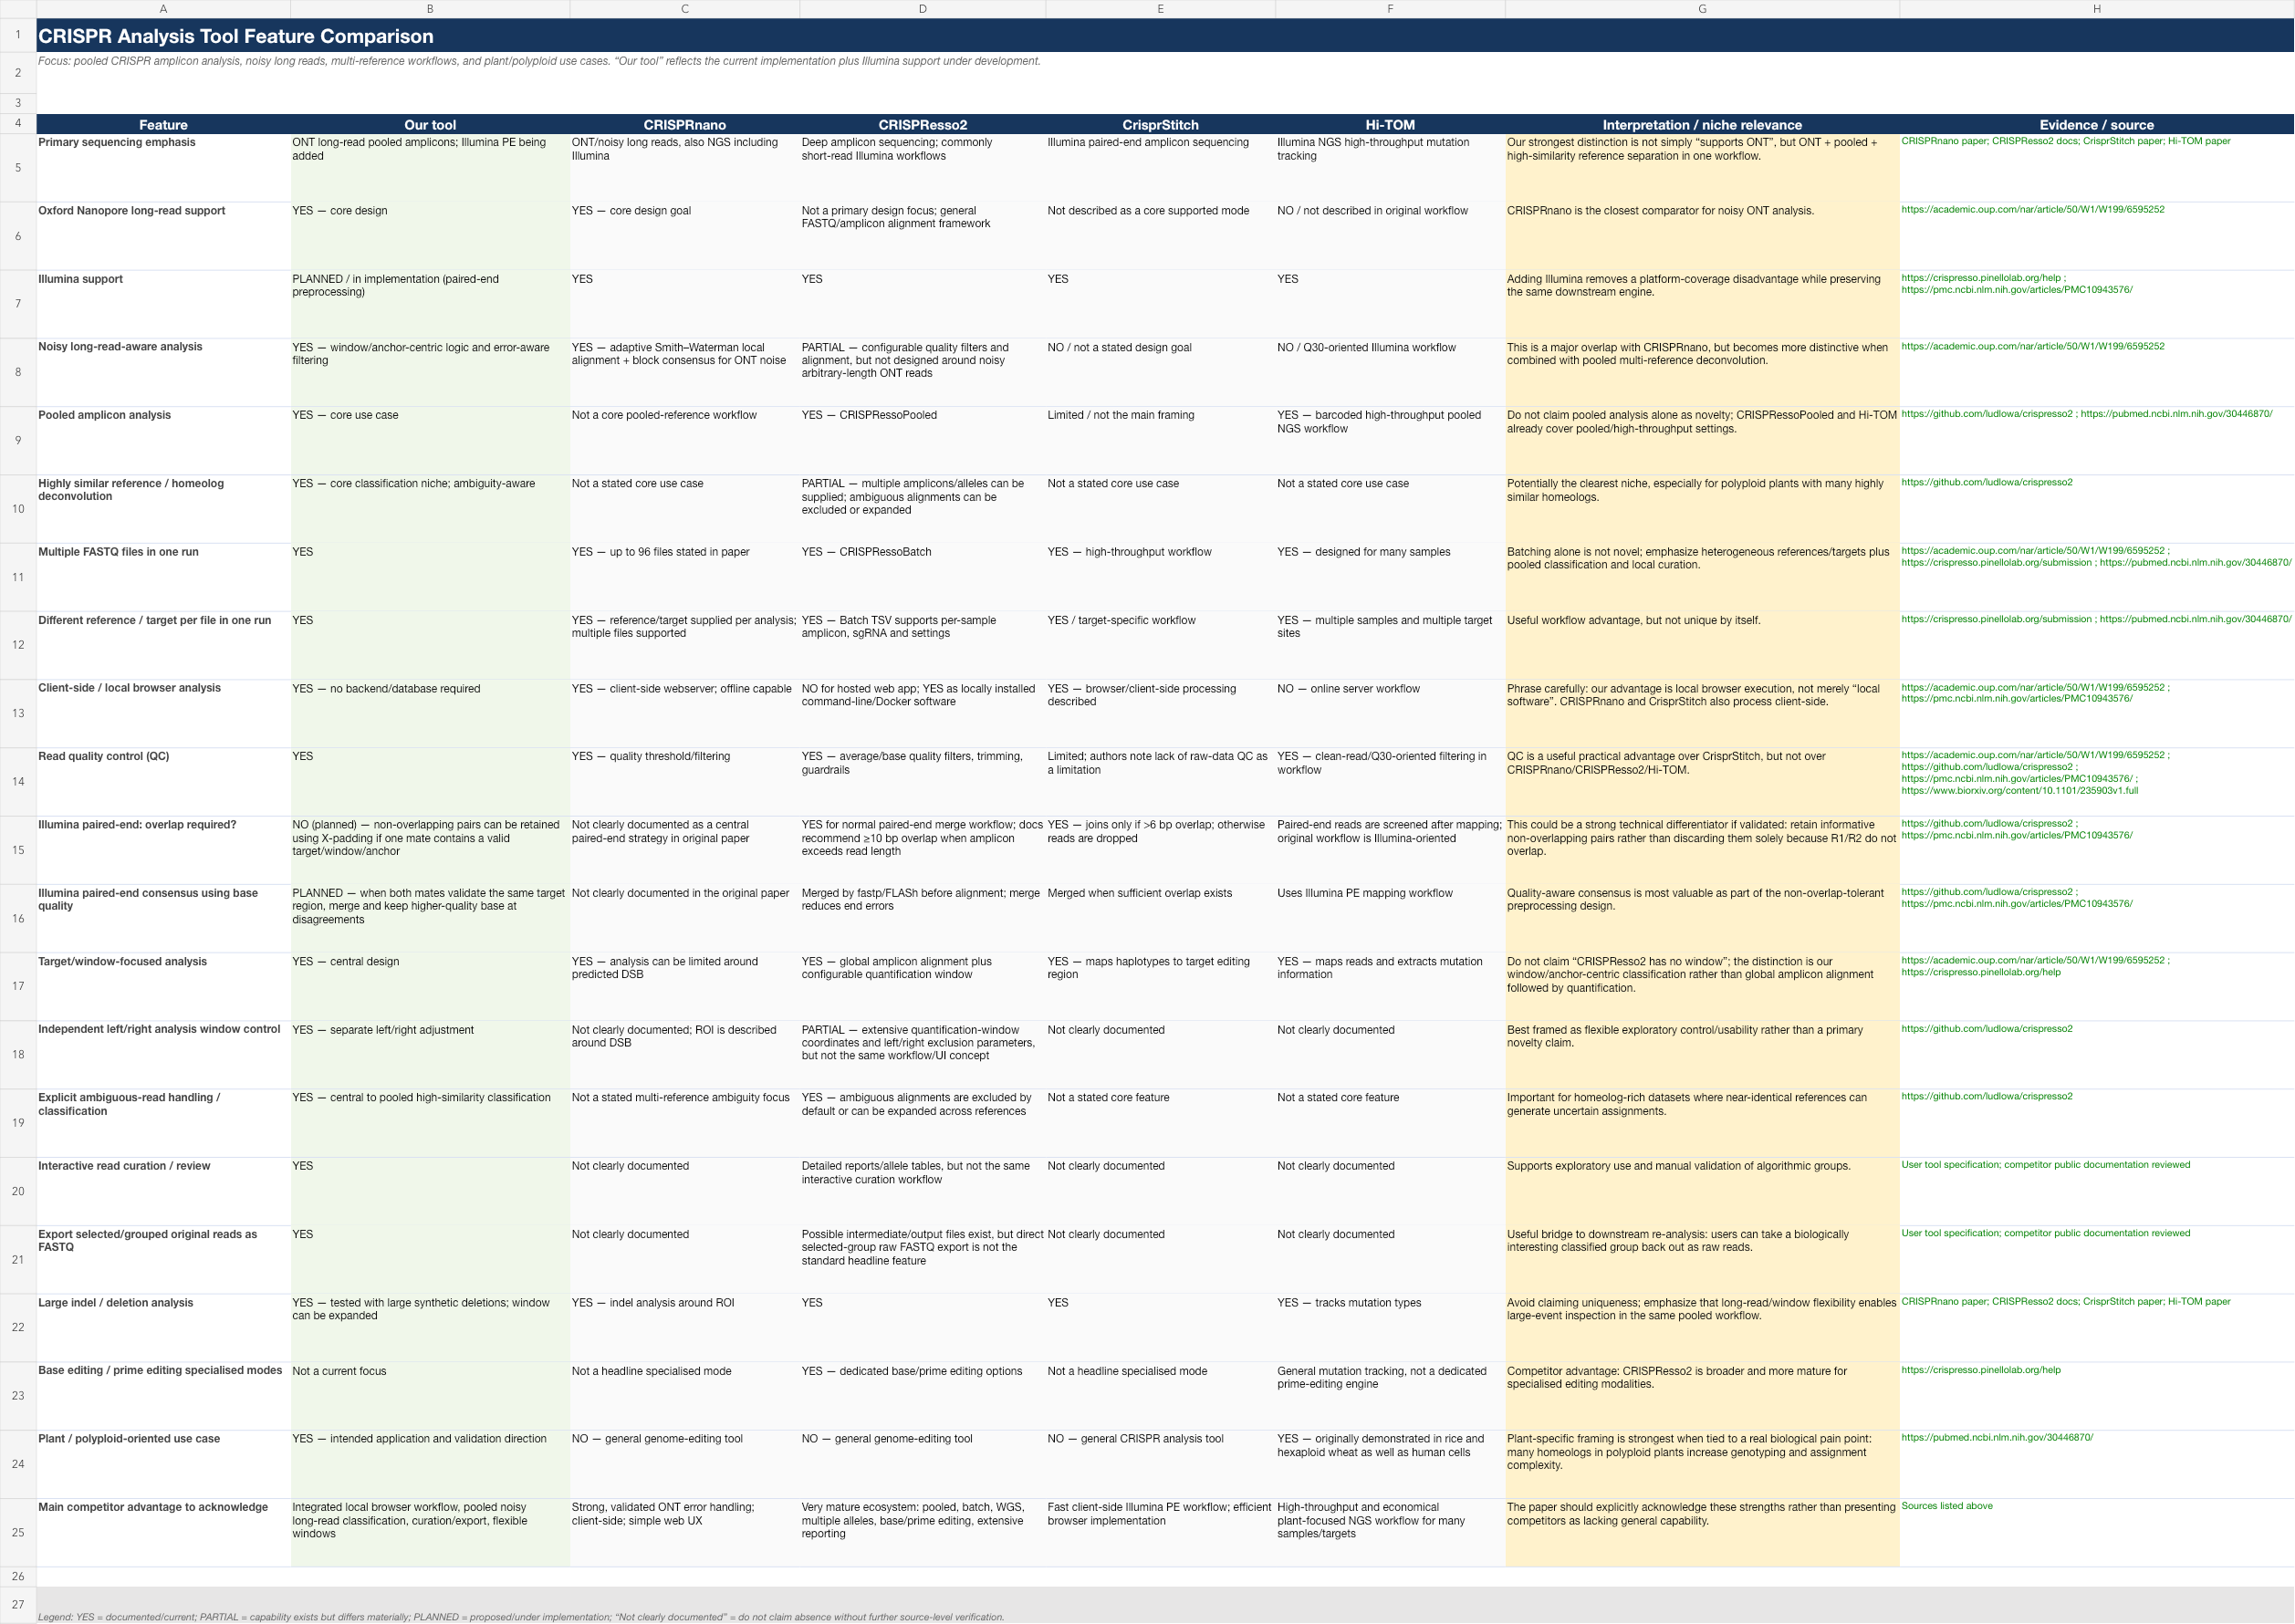 A B C D E F G H
1 CRISPR Analysis Tool Feature Comparison
2 Focus: pooled CRISPR amplicon analysis, noisy long reads, multi-reference workflows, and plant/polyploid use cases. “Our tool” reflects the current implementation plus Illumina support under development.
3
4 Feature Our tool CRISPRnano CRISPResso2 CrisprStitch Hi-TOM Interpretation / niche relevance Evidence / source
5
Primary sequencing emphasis
ONT long-read pooled amplicons; Illumina PE being
added
ONT/noisy long reads, also NGS including
Illumina
Deep amplicon sequencing; commonly
short-read Illumina workflows
Illumina paired-end amplicon sequencing
Illumina NGS high-throughput mutation
tracking
Our strongest distinction is not simply “supports ONT”, but ONT + pooled +
high-similarity reference separation in one workflow.
CRISPRnano paper; CRISPResso2 docs; CrisprStitch paper; Hi-TOM paper
6
Oxford Nanopore long-read support
YES — core design
YES — core design goal
Not a primary design focus; general
FASTQ/amplicon alignment framework
Not described as a core supported mode
NO / not described in original workflow
CRISPRnano is the closest comparator for noisy ONT analysis.
https://academic.oup.com/nar/article/50/W1/W199/6595252
7
Illumina support
PLANNED / in implementation (paired-end
preprocessing)
YES
YES
YES
YES
Adding Illumina removes a platform-coverage disadvantage while preserving
the same downstream engine.
https://crispresso.pinellolab.org/help ;
https://pmc.ncbi.nlm.nih.gov/articles/PMC10943576/
8
Noisy long-read-aware analysis
YES — window/anchor-centric logic and error-aware
filtering
YES — adaptive Smith–Waterman local
alignment + block consensus for ONT noise
PARTIAL — configurable quality filters and
alignment, but not designed around noisy
arbitrary-length ONT reads
NO / not a stated design goal
NO / Q30-oriented Illumina workflow
This is a major overlap with CRISPRnano, but becomes more distinctive when
combined with pooled multi-reference deconvolution.
https://academic.oup.com/nar/article/50/W1/W199/6595252
9
Pooled amplicon analysis
YES — core use case
Not a core pooled-reference workflow
YES — CRISPRessoPooled
Limited / not the main framing
YES — barcoded high-throughput pooled
NGS workflow
Do not claim pooled analysis alone as novelty; CRISPRessoPooled and Hi-TOM
already cover pooled/high-throughput settings.
https://github.com/ludlowa/crispresso2 ; https://pubmed.ncbi.nlm.nih.gov/30446870/
10
Highly similar reference / homeolog
deconvolution
YES — core classification niche; ambiguity-aware
Not a stated core use case
PARTIAL — multiple amplicons/alleles can be
supplied; ambiguous alignments can be
excluded or expanded
Not a stated core use case
Not a stated core use case
Potentially the clearest niche, especially for polyploid plants with many highly
similar homeologs.
https://github.com/ludlowa/crispresso2
11
Multiple FASTQ files in one run
YES
YES — up to 96 files stated in paper
YES — CRISPRessoBatch
YES — high-throughput workflow
YES — designed for many samples
Batching alone is not novel; emphasize heterogeneous references/targets plus
pooled classification and local curation.
https://academic.oup.com/nar/article/50/W1/W199/6595252 ;
https://crispresso.pinellolab.org/submission ; https://pubmed.ncbi.nlm.nih.gov/30446870/
12
Different reference / target per file in one run
YES
YES — reference/target supplied per analysis;
multiple files supported
YES — Batch TSV supports per-sample
amplicon, sgRNA and settings
YES / target-specific workflow
YES — multiple samples and multiple target
sites
Useful workflow advantage, but not unique by itself.
https://crispresso.pinellolab.org/submission ; https://pubmed.ncbi.nlm.nih.gov/30446870/
13
Client-side / local browser analysis
YES — no backend/database required
YES — client-side webserver; offline capable
NO for hosted web app; YES as locally installed
command-line/Docker software
YES — browser/client-side processing
described
NO — online server workflow
Phrase carefully: our advantage is local browser execution, not merely “local
software”. CRISPRnano and CrisprStitch also process client-side.
https://academic.oup.com/nar/article/50/W1/W199/6595252 ;
https://pmc.ncbi.nlm.nih.gov/articles/PMC10943576/
14
Read quality control (QC)
YES
YES — quality threshold/filtering
YES — average/base quality filters, trimming,
guardrails
Limited; authors note lack of raw-data QC as
a limitation
YES — clean-read/Q30-oriented filtering in
workflow
QC is a useful practical advantage over CrisprStitch, but not over
CRISPRnano/CRISPResso2/Hi-TOM.
https://academic.oup.com/nar/article/50/W1/W199/6595252 ;
https://github.com/ludlowa/crispresso2 ;
https://pmc.ncbi.nlm.nih.gov/articles/PMC10943576/ ;
https://www.biorxiv.org/content/10.1101/235903v1.full
15
Illumina paired-end: overlap required?
NO (planned) — non-overlapping pairs can be retained
using X-padding if one mate contains a valid
target/window/anchor
Not clearly documented as a central
paired-end strategy in original paper
YES for normal paired-end merge workflow; docs
recommend ≥10 bp overlap when amplicon
exceeds read length
YES — joins only if >6 bp overlap; otherwise
reads are dropped
Paired-end reads are screened after mapping;
original workflow is Illumina-oriented
This could be a strong technical differentiator if validated: retain informative
non-overlapping pairs rather than discarding them solely because R1/R2 do not
overlap.
https://github.com/ludlowa/crispresso2 ;
https://pmc.ncbi.nlm.nih.gov/articles/PMC10943576/
16
Illumina paired-end consensus using base
quality
PLANNED — when both mates validate the same target
region, merge and keep higher-quality base at
disagreements
Not clearly documented in the original paper
Merged by fastp/FLASh before alignment; merge
reduces end errors
Merged when sufficient overlap exists
Uses Illumina PE mapping workflow
Quality-aware consensus is most valuable as part of the non-overlap-tolerant
preprocessing design.
https://github.com/ludlowa/crispresso2 ;
https://pmc.ncbi.nlm.nih.gov/articles/PMC10943576/
17
Target/window-focused analysis
YES — central design
YES — analysis can be limited around
predicted DSB
YES — global amplicon alignment plus
configurable quantification window
YES — maps haplotypes to target editing
region
YES — maps reads and extracts mutation
information
Do not claim “CRISPResso2 has no window”; the distinction is our
window/anchor-centric classification rather than global amplicon alignment
followed by quantification.
https://academic.oup.com/nar/article/50/W1/W199/6595252 ;
https://crispresso.pinellolab.org/help
18
Independent left/right analysis window control
YES — separate left/right adjustment
Not clearly documented; ROI is described
around DSB
PARTIAL — extensive quantification-window
coordinates and left/right exclusion parameters,
but not the same workflow/UI concept
Not clearly documented
Not clearly documented
Best framed as flexible exploratory control/usability rather than a primary
novelty claim.
https://github.com/ludlowa/crispresso2
19
Explicit ambiguous-read handling /
classification
YES — central to pooled high-similarity classification
Not a stated multi-reference ambiguity focus
YES — ambiguous alignments are excluded by
default or can be expanded across references
Not a stated core feature
Not a stated core feature
Important for homeolog-rich datasets where near-identical references can
generate uncertain assignments.
https://github.com/ludlowa/crispresso2
20
Interactive read curation / review
YES
Not clearly documented
Detailed reports/allele tables, but not the same
interactive curation workflow
Not clearly documented
Not clearly documented
Supports exploratory use and manual validation of algorithmic groups.
User tool specification; competitor public documentation reviewed
21
Export selected/grouped original reads as
FASTQ
YES
Not clearly documented
Possible intermediate/output files exist, but direct
selected-group raw FASTQ export is not the
standard headline feature
Not clearly documented
Not clearly documented
Useful bridge to downstream re-analysis: users can take a biologically
interesting classified group back out as raw reads.
User tool specification; competitor public documentation reviewed
22
Large indel / deletion analysis
YES — tested with large synthetic deletions; window
can be expanded
YES — indel analysis around ROI
YES
YES
YES — tracks mutation types
Avoid claiming uniqueness; emphasize that long-read/window flexibility enables
large-event inspection in the same pooled workflow.
CRISPRnano paper; CRISPResso2 docs; CrisprStitch paper; Hi-TOM paper
23
Base editing / prime editing specialised modes
Not a current focus
Not a headline specialised mode
YES — dedicated base/prime editing options
Not a headline specialised mode
General mutation tracking, not a dedicated
prime-editing engine
Competitor advantage: CRISPResso2 is broader and more mature for
specialised editing modalities.
https://crispresso.pinellolab.org/help
24
Plant / polyploid-oriented use case
YES — intended application and validation direction
NO — general genome-editing tool
NO — general genome-editing tool
NO — general CRISPR analysis tool
YES — originally demonstrated in rice and
hexaploid wheat as well as human cells
Plant-specific framing is strongest when tied to a real biological pain point:
many homeologs in polyploid plants increase genotyping and assignment
complexity.
https://pubmed.ncbi.nlm.nih.gov/30446870/
25
Main competitor advantage to acknowledge
Integrated local browser workflow, pooled noisy
long-read classification, curation/export, flexible
windows
Strong, validated ONT error handling;
client-side; simple web UX
Very mature ecosystem: pooled, batch, WGS,
multiple alleles, base/prime editing, extensive
reporting
Fast client-side Illumina PE workflow; efficient
browser implementation
High-throughput and economical
plant-focused NGS workflow for many
samples/targets
The paper should explicitly acknowledge these strengths rather than presenting
competitors as lacking general capability.
Sources listed above
26
27
Legend: YES = documented/current; PARTIAL = capability exists but differs materially; PLANNED = proposed/under implementation; “Not clearly documented” = do not claim absence without further source-level verification.